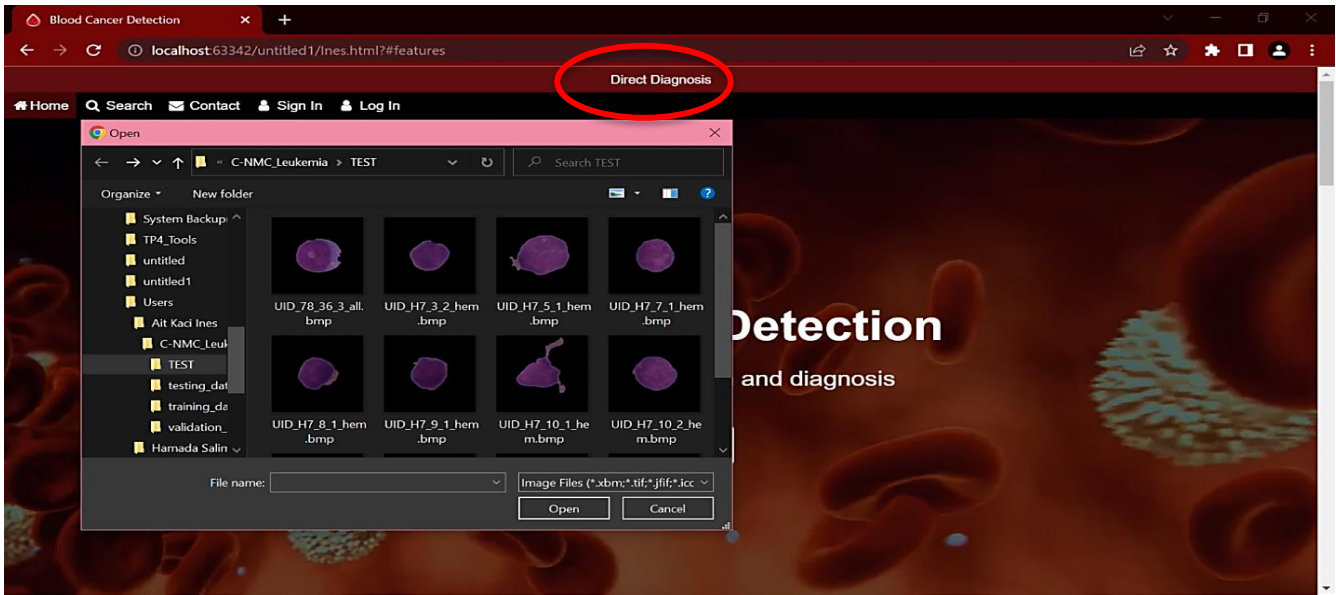 Blood Cancer Detection
localhost:63342/untitled1/Ines.html?#features
Direct Diagnosis
Home Search Contact Sign In Log In
Open
« C-NMC_Leukemia › TEST
Search TEST
Organize New folder
System Backup
TP4_Tools
untitled
untitled1
Users
Ait Kaci Ines
C-NMC_Leuk
TEST
testing_dat
training_da
validation_
Hamada Salin
UID_78_36_3_all.
bmp
UID_H7_3_2_hem
.bmp
UID_H7_5_1_hem
.bmp
UID_H7_7_1_hem
.bmp
UID_H7_8_1_hem
.bmp
UID_H7_9_1_hem
.bmp
UID_H7_10_1_he
m.bmp
UID_H7_10_2_he
m.bmp
File name:
Image Files (*.xbm;*.tif;*.jfif;*.icc
Open Cancel
Detection
and diagnosis